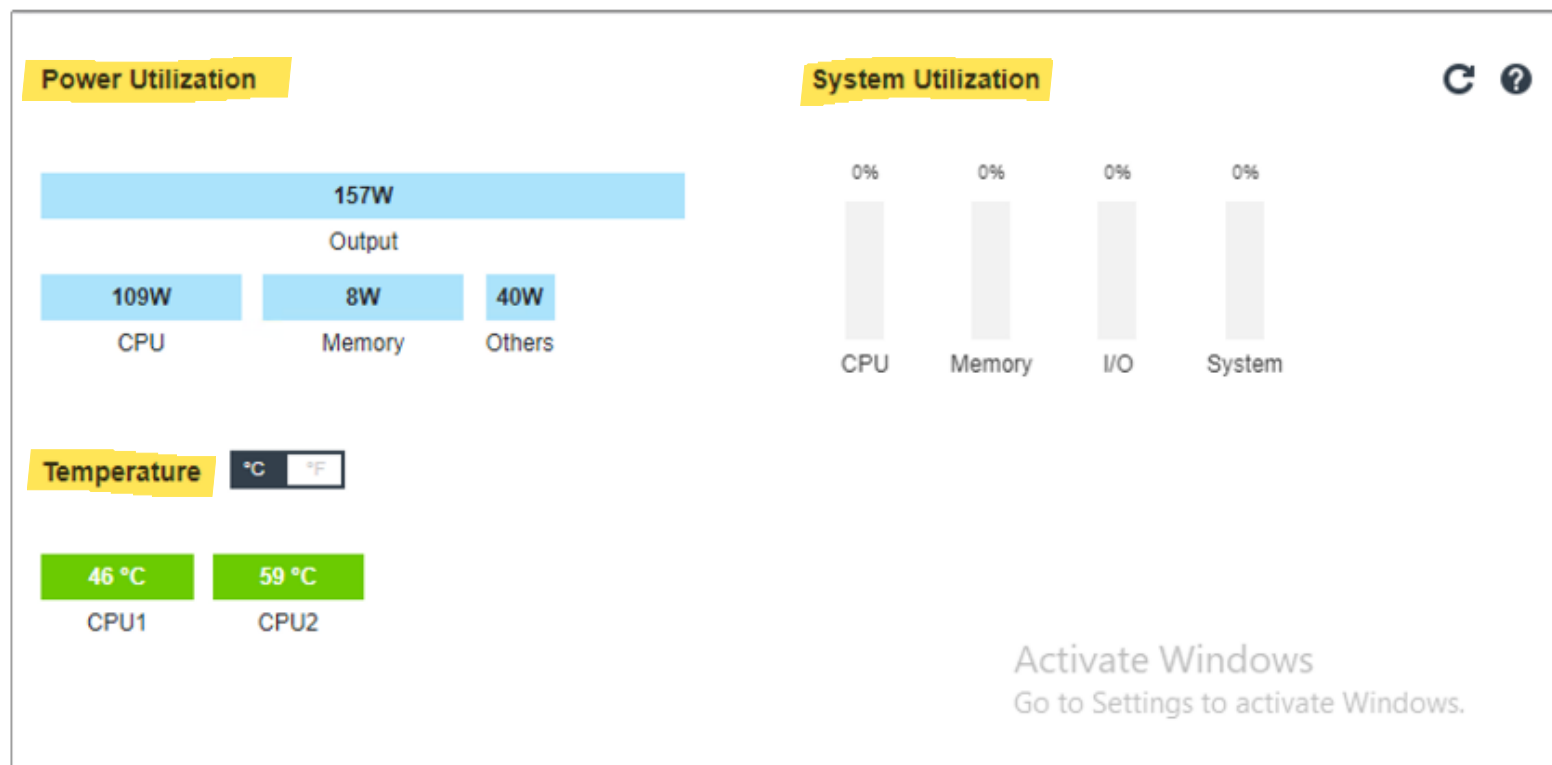 Power Utilization
System Utilization
157W
Output
109W 8W 40W
CPU Memory Others
0% 0% 0% 0%
CPU Memory I/O System
Temperature °C °F
46 °C 59 °C
CPU1 CPU2
Activate Windows
Go to Settings to activate Windows.